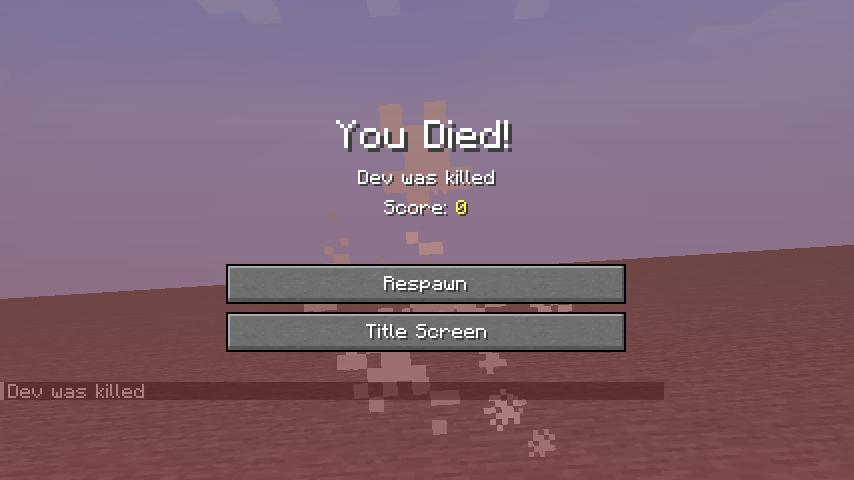 You Died!
Dev was killed
Score: 0
Respawn
Title Screen
Dev was killed